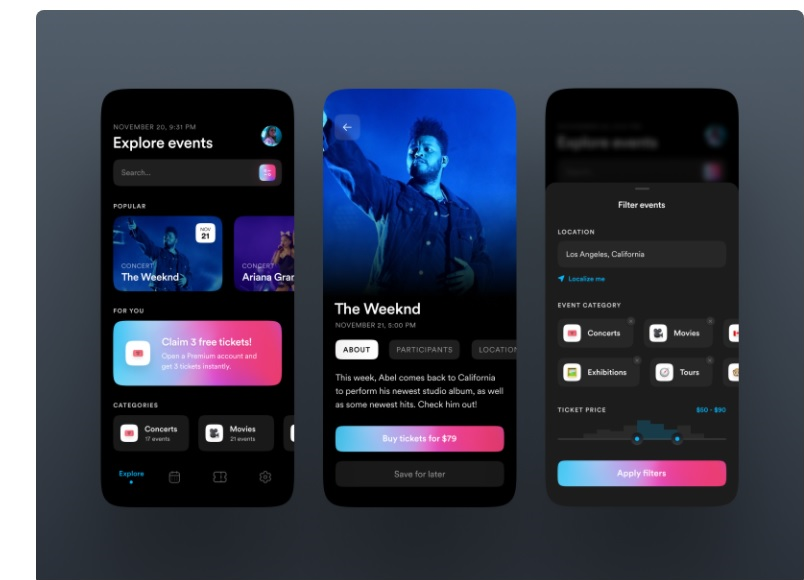 NOVEMBER 20, 9:31 PM
Explore events
Search...
POPULAR
NOV
21
CONCERT
The Weeknd
CONCERT
Ariana Gran
FOR YOU
Claim 3 free tickets!
Open a Premium account and
get 3 tickets instantly.
CATEGORIES
Concerts
17 events
Movies
21 events
Explore
The Weeknd
NOVEMBER 21, 5:00 PM
ABOUT
PARTICIPANTS
LOCATION
This week, Abel comes back to California
to perform his newest studio album, as well
as some newest hits. Check him out!
Buy tickets for $79
Save for later
Explore events
Filter events
LOCATION
Los Angeles, California
Localize me
EVENT CATEGORY
Concerts
Movies
Exhibitions
Tours
TICKET PRICE
$50 - $90
Apply filters